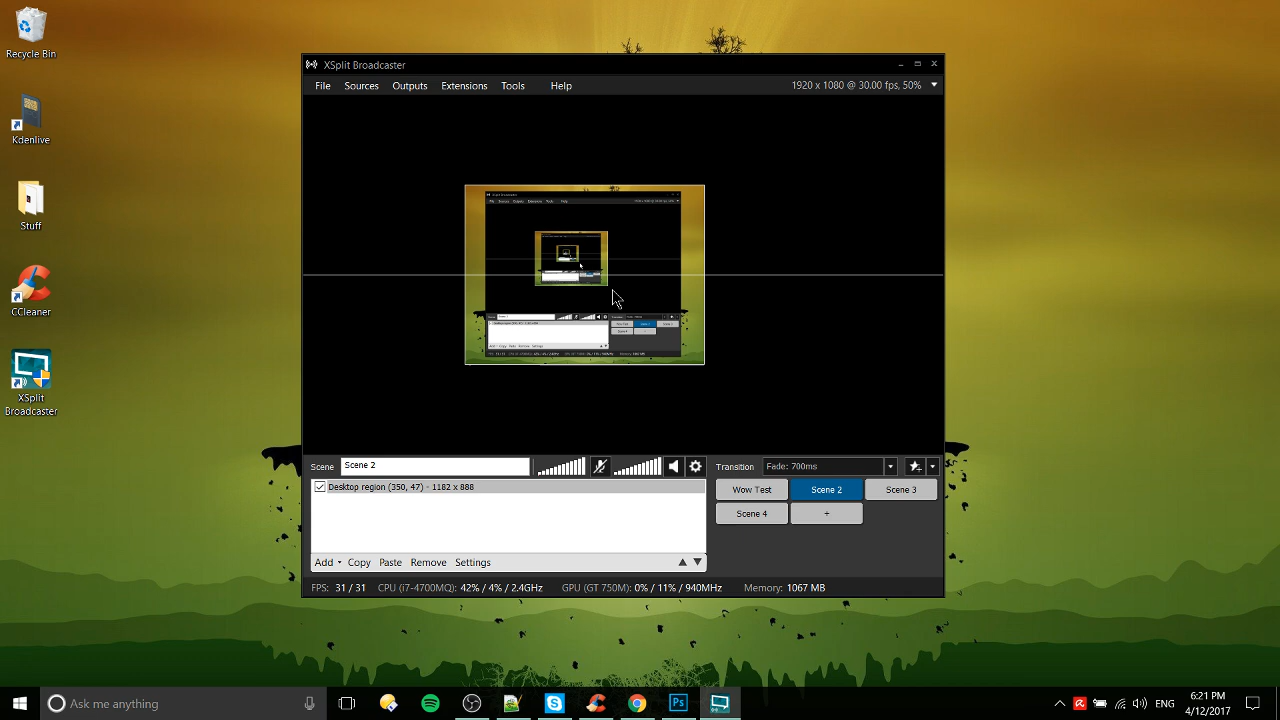 Recycle Bin
Kdenlive
Stuff
CCleaner
XSplit
Broadcaster
XSplit Broadcaster
File Sources Outputs Extensions Tools Help
1920 x 1080 @ 30.00 fps, 50%
Scene Scene 2
Transition Fade: 700ms
Desktop region (350, 47) - 1182 x 888
Wow Test Scene 2 Scene 3
Scene 4 +
Add Copy Paste Remove Settings
FPS: 31 / 31 CPU (i7-4700MQ): 42% / 4% / 2.4GHz GPU (GT 750M): 0% / 11% / 940MHz Memory: 1067 MB
Ask me anything
Ps
ENG
6:21 PM
4/12/2017